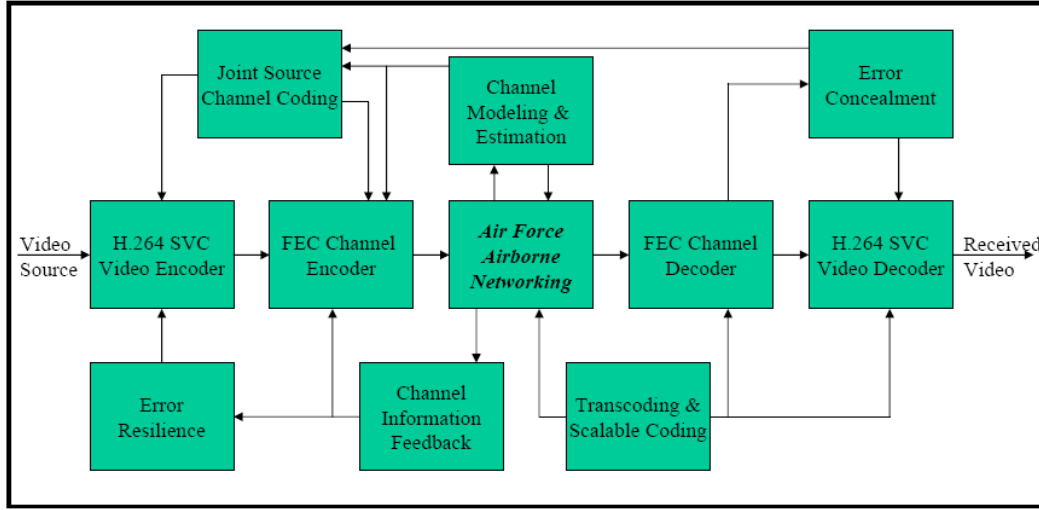 Joint Source
Channel Coding
Channel
Modeling &
Estimation
Error
Concealment
Video
Source
H.264 SVC
Video Encoder
FEC Channel
Encoder
Air Force
Airborne
Networking
FEC Channel
Decoder
H.264 SVC
Video Decoder
Received
Video
Error
Resilience
Channel
Information
Feedback
Transcoding &
Scalable Coding